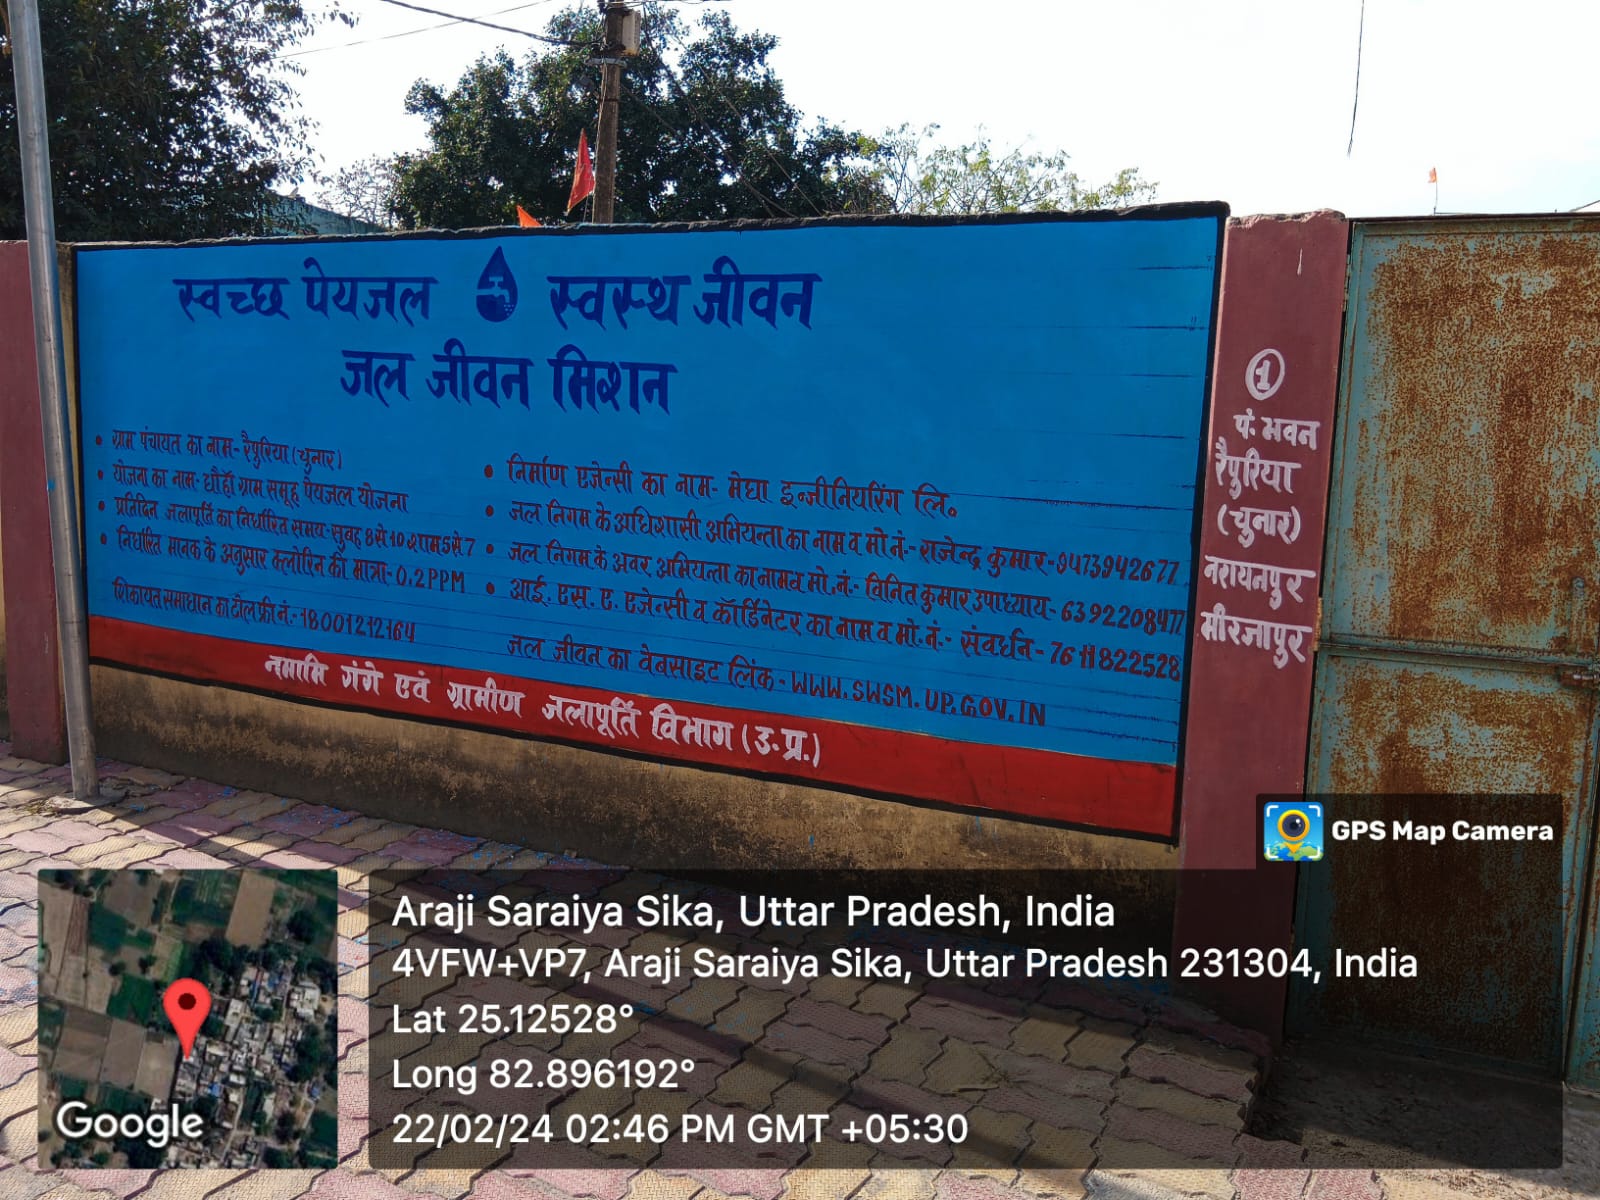 स्वच्छ पेयजल स्वस्थ जीवन
जल जीवन मिशन
• ग्राम पंचायत का नाम- रैपुरिया (चुनार)
• योजना का नाम- धौहाँ ग्राम समूह पेयजल योजना
• प्रतिदिन जलापूर्ति का निर्धारित समय- सुबह 8 से 10 शाम 5 से 7
• निर्धारित मानक के अनुसार क्लोरिन की मात्रा- 0.2 PPM
शिकायत समाधान का टोल फ्री नं.- 18001212164
• निर्माण एजेन्सी का नाम- मेघा इन्जीनियरिंग लि॰
• जल निगम के अधिशासी अभियन्ता का नाम व मो नं.- राजेन्द्र कुमार- 9473942677
• जल निगम के अवर अभियन्ता का नाम व मो. नं.- विनित कुमार उपाध्याय- 6392208477
• आई. एस. ए. एजेन्सी व कॉर्डिनेटर का नाम व मो. नं.- संवर्धन- 7611822528
जल जीवन का वेबसाइट लिंक- WWW.SWSM.UP.GOV.IN
नमामि गंगे एवं ग्रामीण जलापूर्ति विभाग (उ.प्र.)
1
पं. भवन
रैपुरिया
(चुनार)
नरायनपुर
मीरजापुर
GPS Map Camera
Araji Saraiya Sika, Uttar Pradesh, India
4VFW+VP7, Araji Saraiya Sika, Uttar Pradesh 231304, India
Lat 25.12528°
Long 82.896192°
22/02/24 02:46 PM GMT +05:30
Google